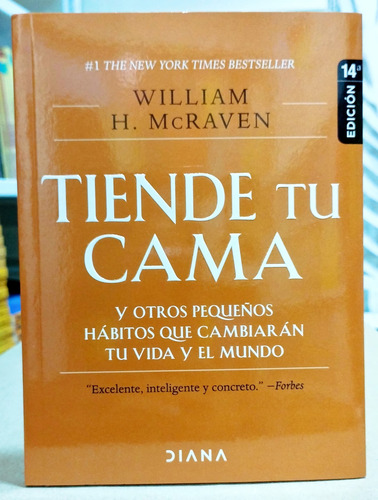 #1 THE NEW YORK TIMES BESTSELLER
14ª EDICIÓN
WILLIAM
H. McRAVEN
TIENDE TU
CAMA
Y OTROS PEQUEÑOS
HÁBITOS QUE CAMBIARÁN
TU VIDA Y EL MUNDO
"Excelente, inteligente y concreto." —Forbes
DIANA